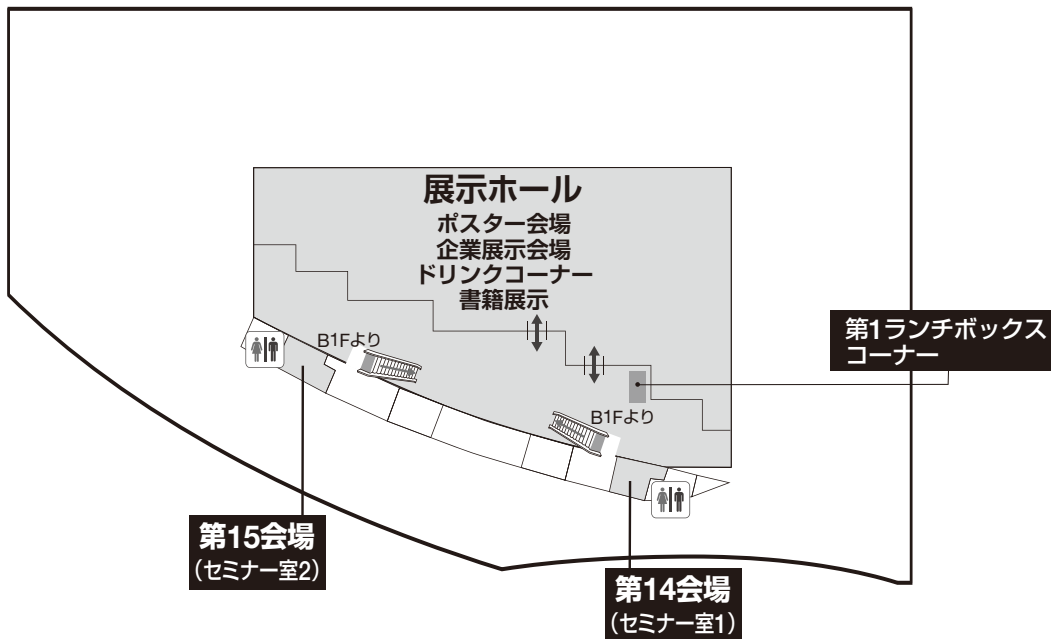 展示ホール
ポスター会場
企業展示会場
ドリンクコーナー
書籍展示
第1ランチボックス
コーナー
B1Fより
B1Fより
第15会場
(セミナー室2)
第14会場
(セミナー室1)